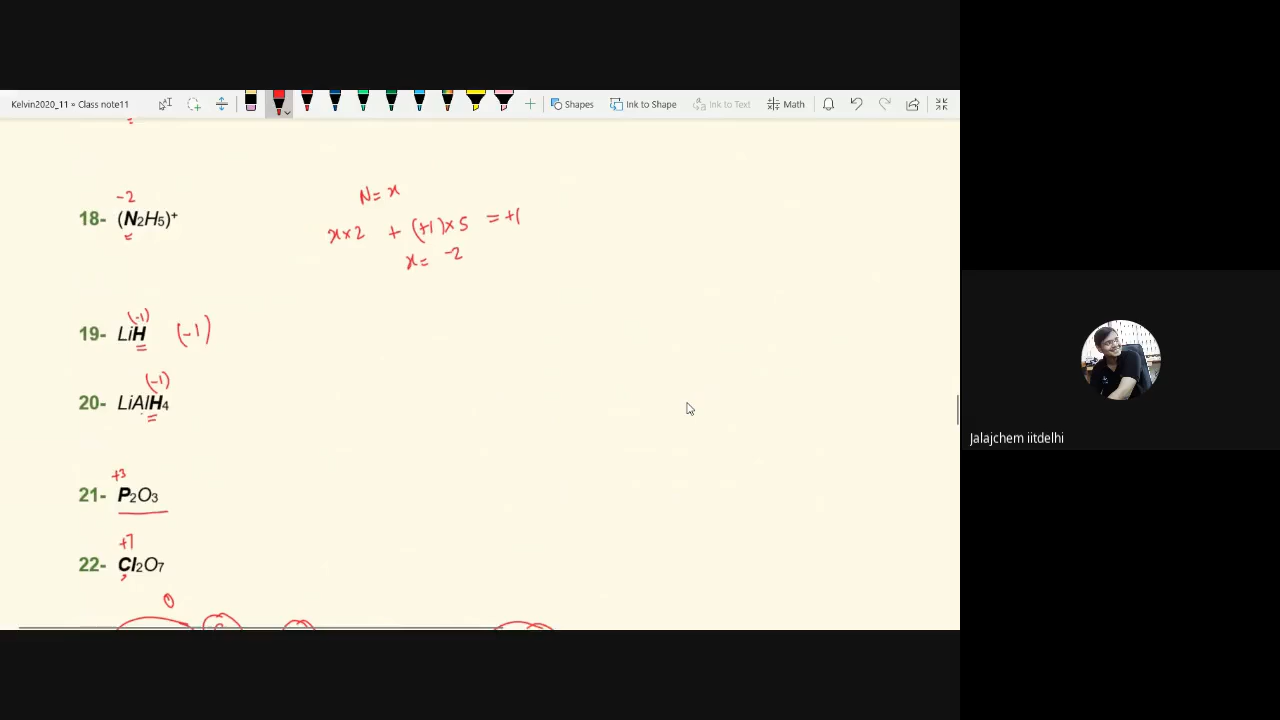 Kelvin2020_11 » Class note11
Shapes
Ink to Shape
Ink to Text
Math
-2
18- (N2H5)+
N = x
x×2 + (+1)×5 = +1
x = -2
(-1)
19- LiH (-1)
(-1)
20- LiAlH4
+3
21- P2O3
+7
22- Cl2O7
Jalajchem iitdelhi